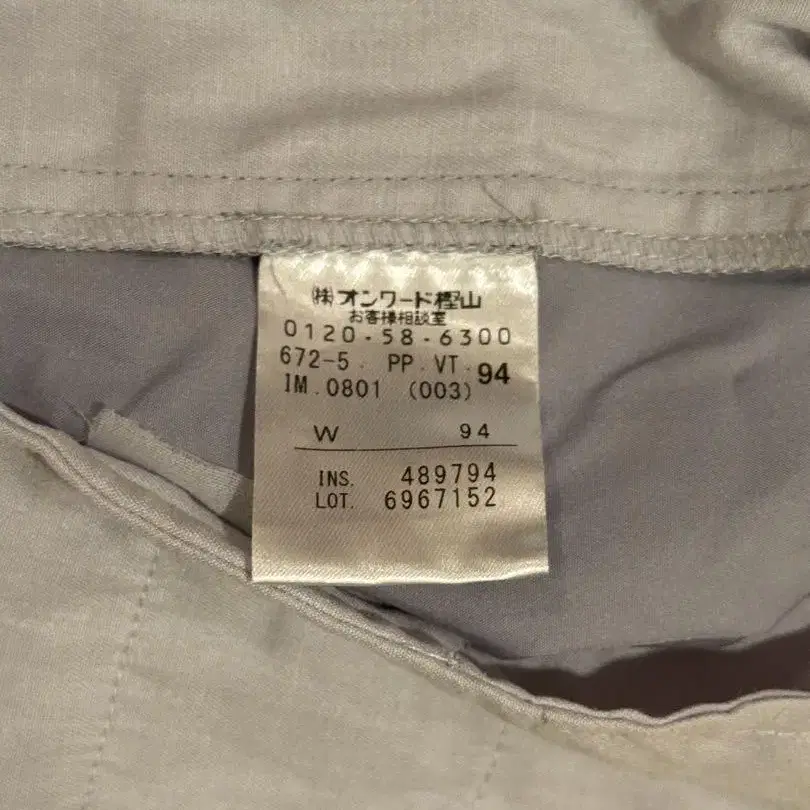 ㈱オンワード樫山
お客様相談室
0120-58-6300
672-5. PP.VT. 94
IM.0801 (003)
W 94
INS. 489794
LOT. 6967152